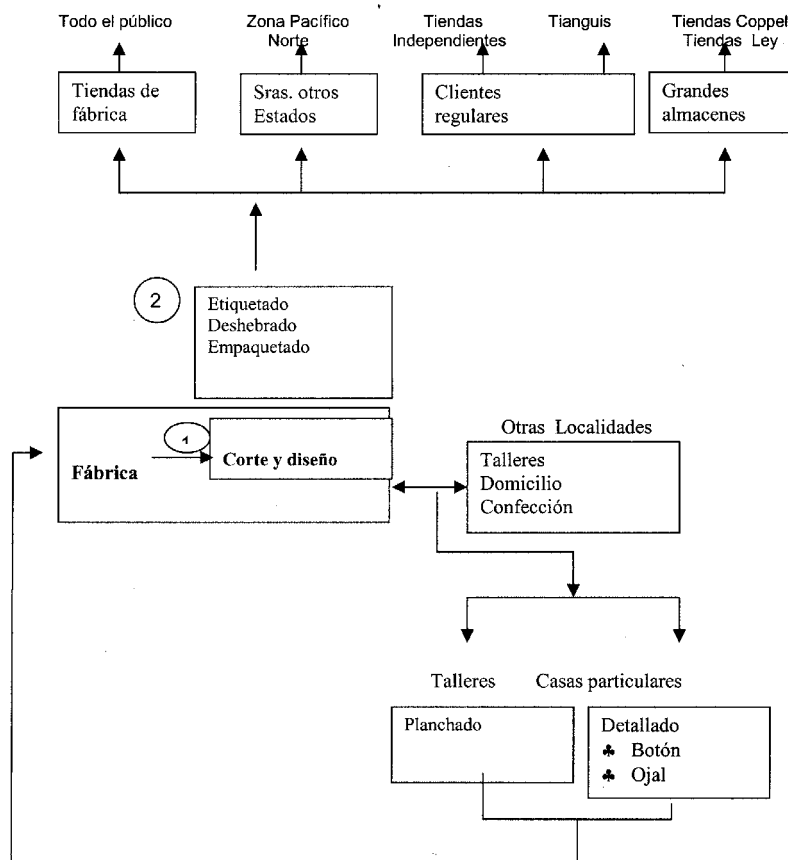 Todo el público
Zona Pacífico
Norte
Tiendas
Independientes
Tianguis
Tiendas Coppel
Tiendas Ley
Tiendas de
fábrica
Sras. otros
Estados
Clientes
regulares
Grandes
almacenes
2
Etiquetado
Deshebrado
Empaquetado
1
Fábrica
Corte y diseño
Otras Localidades
Talleres
Domicilio
Confección
Talleres
Casas particulares
Planchado
Detallado
♣ Botón
♣ Ojal